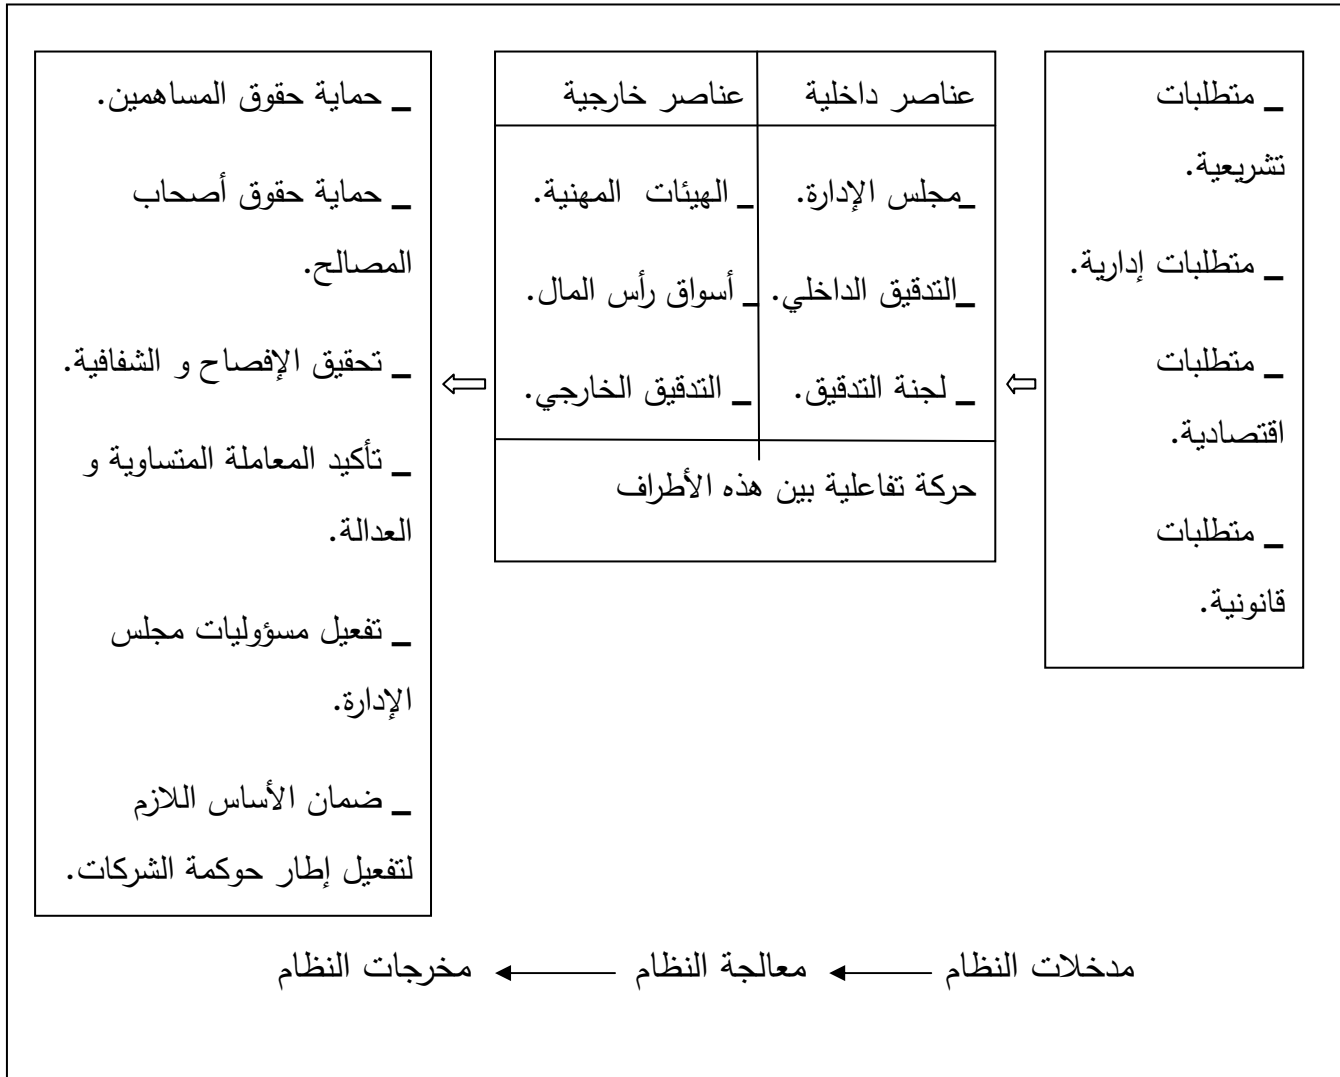 _ متطلبات
تشريعية.
_ متطلبات إدارية.
_ متطلبات
اقتصادية.
_ متطلبات
قانونية.
عناصر داخلية
عناصر خارجية
_مجلس الإدارة.
_ الهيئات المهنية.
_التدقيق الداخلي.
_ أسواق رأس المال.
_ لجنة التدقيق.
_ التدقيق الخارجي.
حركة تفاعلية بين هذه الأطراف
_ حماية حقوق المساهمين.
_ حماية حقوق أصحاب
المصالح.
_ تحقيق الإفصاح و الشفافية.
_ تأكيد المعاملة المتساوية و
العدالة.
_ تفعيل مسؤوليات مجلس
الإدارة.
_ ضمان الأساس اللازم
لتفعيل إطار حوكمة الشركات.
مدخلات النظام
معالجة النظام
مخرجات النظام